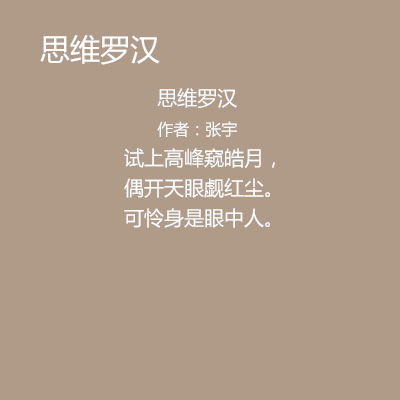 思维罗汉
思维罗汉
作者：张宇
试上高峰窥皓月，
偶开天眼觑红尘。
可怜身是眼中人。